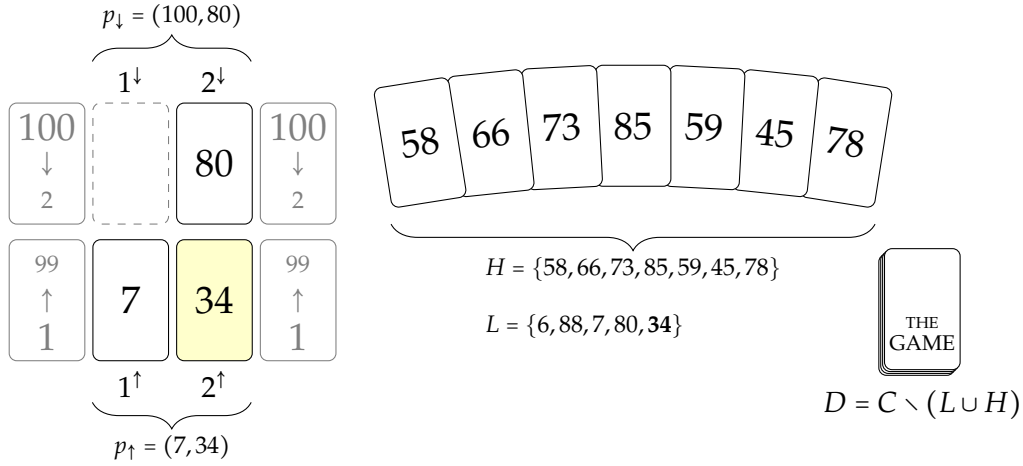 p↓ = (100, 80)
1↓ 2↓
100 ↓ 2
80
100 ↓ 2
58 66 73 85 59 45 78
99 ↑ 1
7
34
99 ↑ 1
H = {58, 66, 73, 85, 59, 45, 78}
L = {6, 88, 7, 80, 34}
THE
GAME
1↑ 2↑
D = C ∖ (L ∪ H)
p↑ = (7, 34)